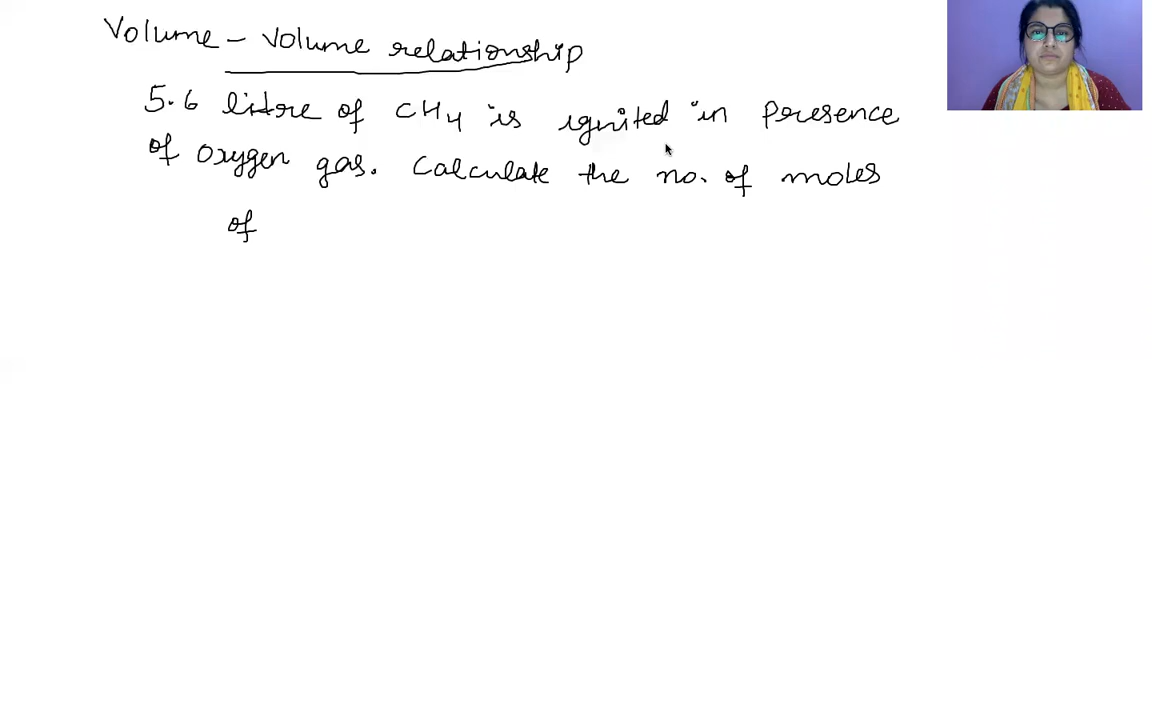 Volume - Volume relationship
5.6 litre of CH4 is ignited in presence
of oxygen gas. Calculate the no. of moles
of